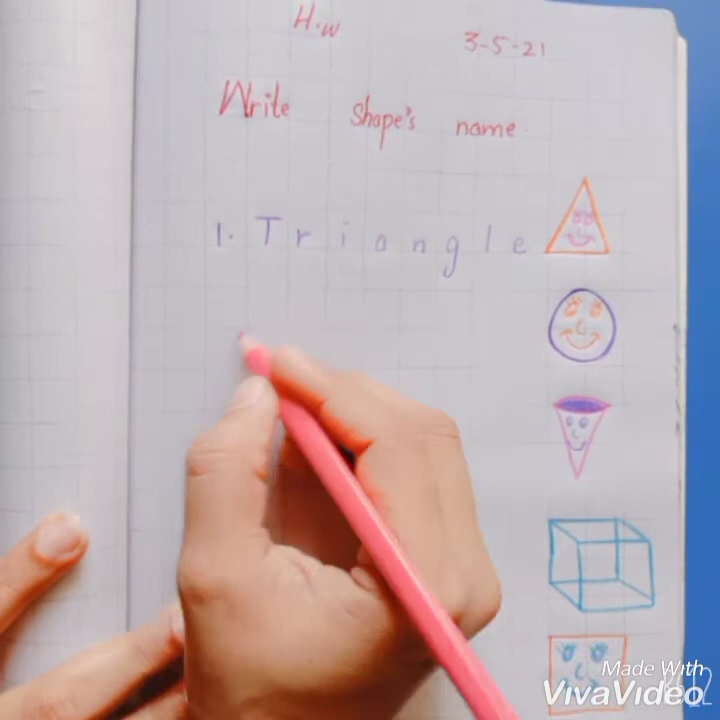 H.w 3-5-21
Write Shape's name
1. Triangle
Made With
VivaVideo